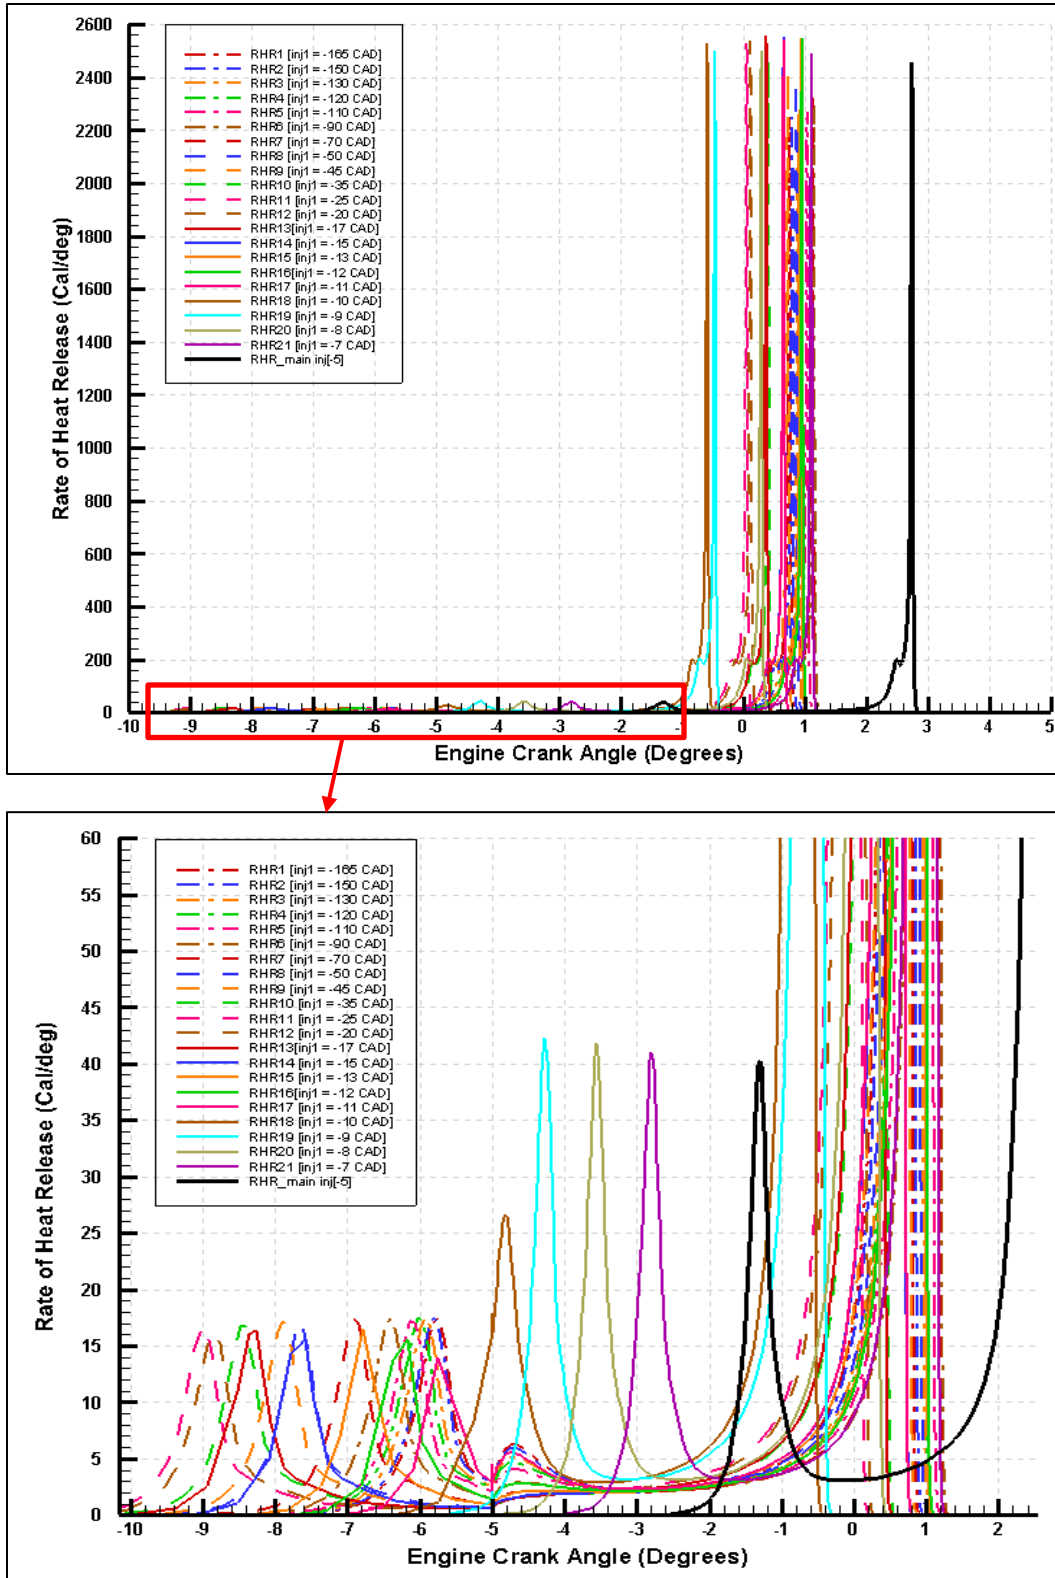 2600
2400
2200
2000
1800
1600
1400
1200
1000
800
600
400
200
0
Rate of Heat Release (Cal/deg)
RHR1 [inj1 = -165 CAD]
RHR2 [inj1 = -150 CAD]
RHR3 [inj1 = -130 CAD]
RHR4 [inj1 = -120 CAD]
RHR5 [inj1 = -110 CAD]
RHR6 [inj1 = -90 CAD]
RHR7 [inj1 = -70 CAD]
RHR8 [inj1 = -50 CAD]
RHR9 [inj1 = -45 CAD]
RHR10 [inj1 = -35 CAD]
RHR11 [inj1 = -25 CAD]
RHR12 [inj1 = -20 CAD]
RHR13[inj1 = -17 CAD]
RHR14 [inj1 = -15 CAD]
RHR15 [inj1 = -13 CAD]
RHR16[inj1 = -12 CAD]
RHR17 [inj1 = -11 CAD]
RHR18 [inj1 = -10 CAD]
RHR19 [inj1 = -9 CAD]
RHR20 [inj1 = -8 CAD]
RHR21 [inj1 = -7 CAD]
RHR_main inj[-5]
-10 -9 -8 -7 -6 -5 -4 -3 -2 -1 0 1 2 3 4 5
Engine Crank Angle (Degrees)
60
55
50
45
40
35
30
25
20
15
10
5
0
Rate of Heat Release (Cal/deg)
RHR1 [inj1 = -165 CAD]
RHR2 [inj1 = -150 CAD]
RHR3 [inj1 = -130 CAD]
RHR4 [inj1 = -120 CAD]
RHR5 [inj1 = -110 CAD]
RHR6 [inj1 = -90 CAD]
RHR7 [inj1 = -70 CAD]
RHR8 [inj1 = -50 CAD]
RHR9 [inj1 = -45 CAD]
RHR10 [inj1 = -35 CAD]
RHR11 [inj1 = -25 CAD]
RHR12 [inj1 = -20 CAD]
RHR13[inj1 = -17 CAD]
RHR14 [inj1 = -15 CAD]
RHR15 [inj1 = -13 CAD]
RHR16[inj1 = -12 CAD]
RHR17 [inj1 = -11 CAD]
RHR18 [inj1 = -10 CAD]
RHR19 [inj1 = -9 CAD]
RHR20 [inj1 = -8 CAD]
RHR21 [inj1 = -7 CAD]
RHR_main inj[-5]
-10 -9 -8 -7 -6 -5 -4 -3 -2 -1 0 1 2
Engine Crank Angle (Degrees)